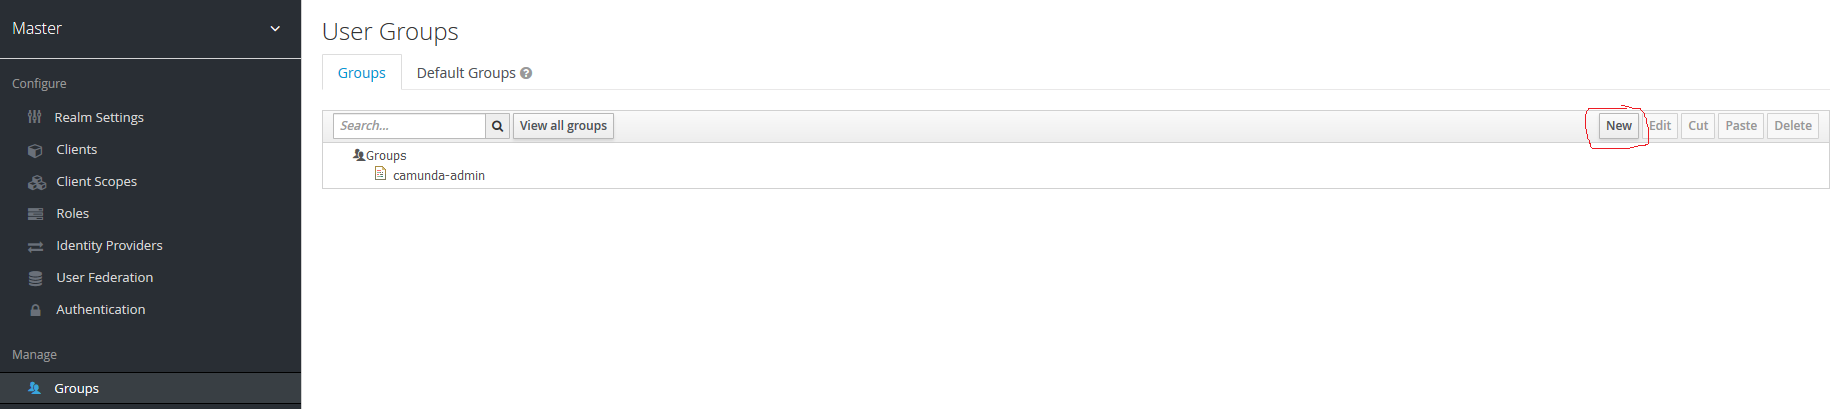 Master
Configure
Realm Settings
Clients
Client Scopes
Roles
Identity Providers
User Federation
Authentication
Manage
Groups
User Groups
Groups Default Groups
Search... View all groups New Edit Cut Paste Delete
Groups
camunda-admin